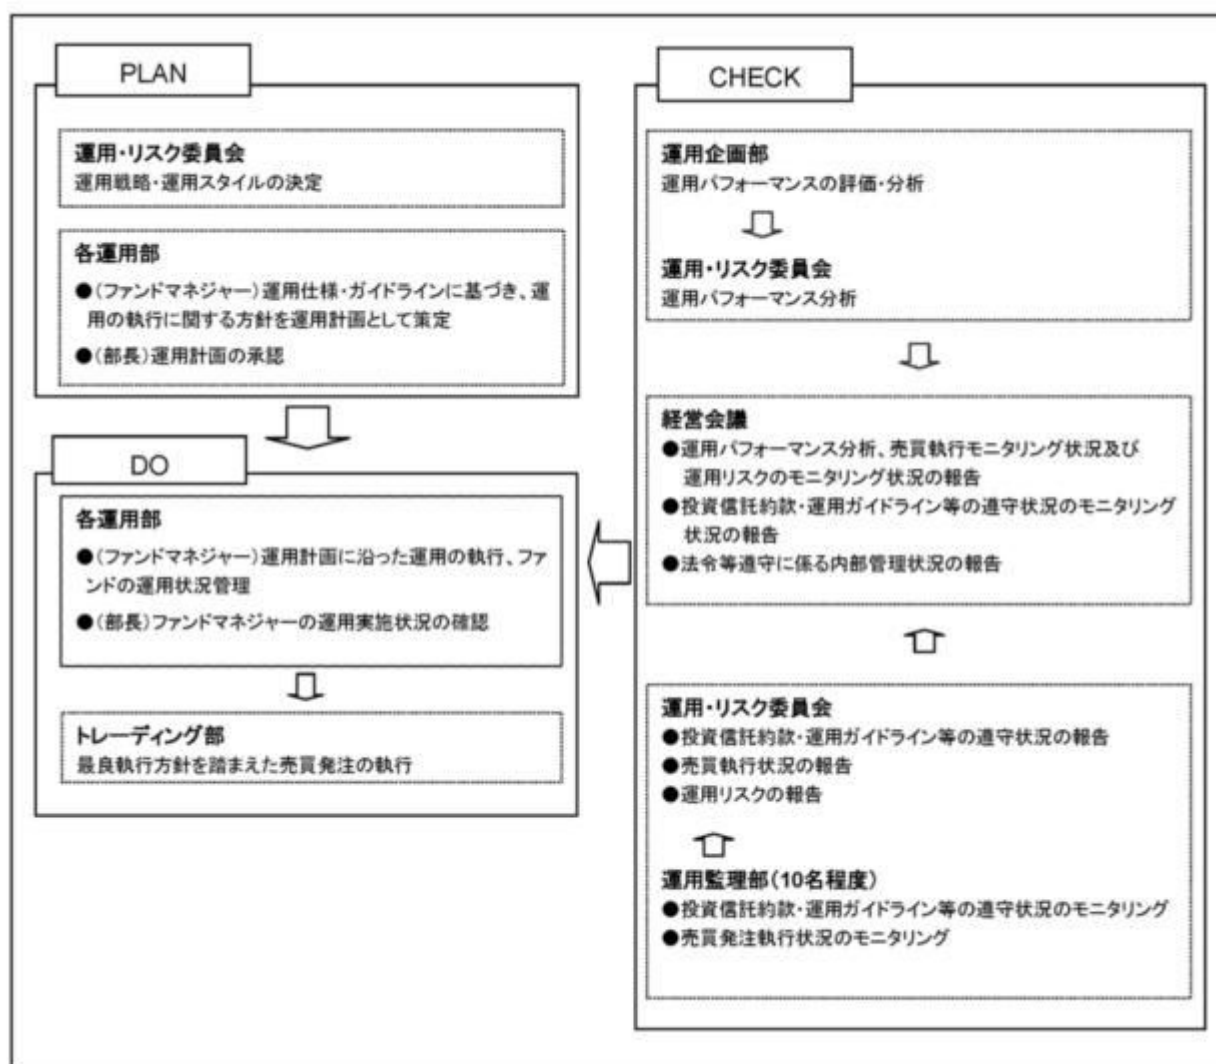 PLAN
運用・リスク委員会
運用戦略・運用スタイルの決定
各運用部
●(ファンドマネジャー)運用仕様・ガイドラインに基づき、運
用の執行に関する方針を運用計画として策定
●(部長)運用計画の承認
DO
各運用部
●(ファンドマネジャー)運用計画に沿った運用の執行、ファ
ンドの運用状況管理
●(部長)ファンドマネジャーの運用実施状況の確認
トレーディング部
最良執行方針を踏まえた売買発注の執行
CHECK
運用企画部
運用パフォーマンスの評価・分析
運用・リスク委員会
運用パフォーマンス分析
経営会議
●運用パフォーマンス分析、売買執行モニタリング状況及び
運用リスクのモニタリング状況の報告
●投資信託約款・運用ガイドライン等の遵守状況のモニタリング
状況の報告
●法令等遵守に係る内部管理状況の報告
運用・リスク委員会
●投資信託約款・運用ガイドライン等の遵守状況の報告
●売買執行状況の報告
●運用リスクの報告
運用監理部(10名程度)
●投資信託約款・運用ガイドライン等の遵守状況のモニタリング
●売買発注執行状況のモニタリング